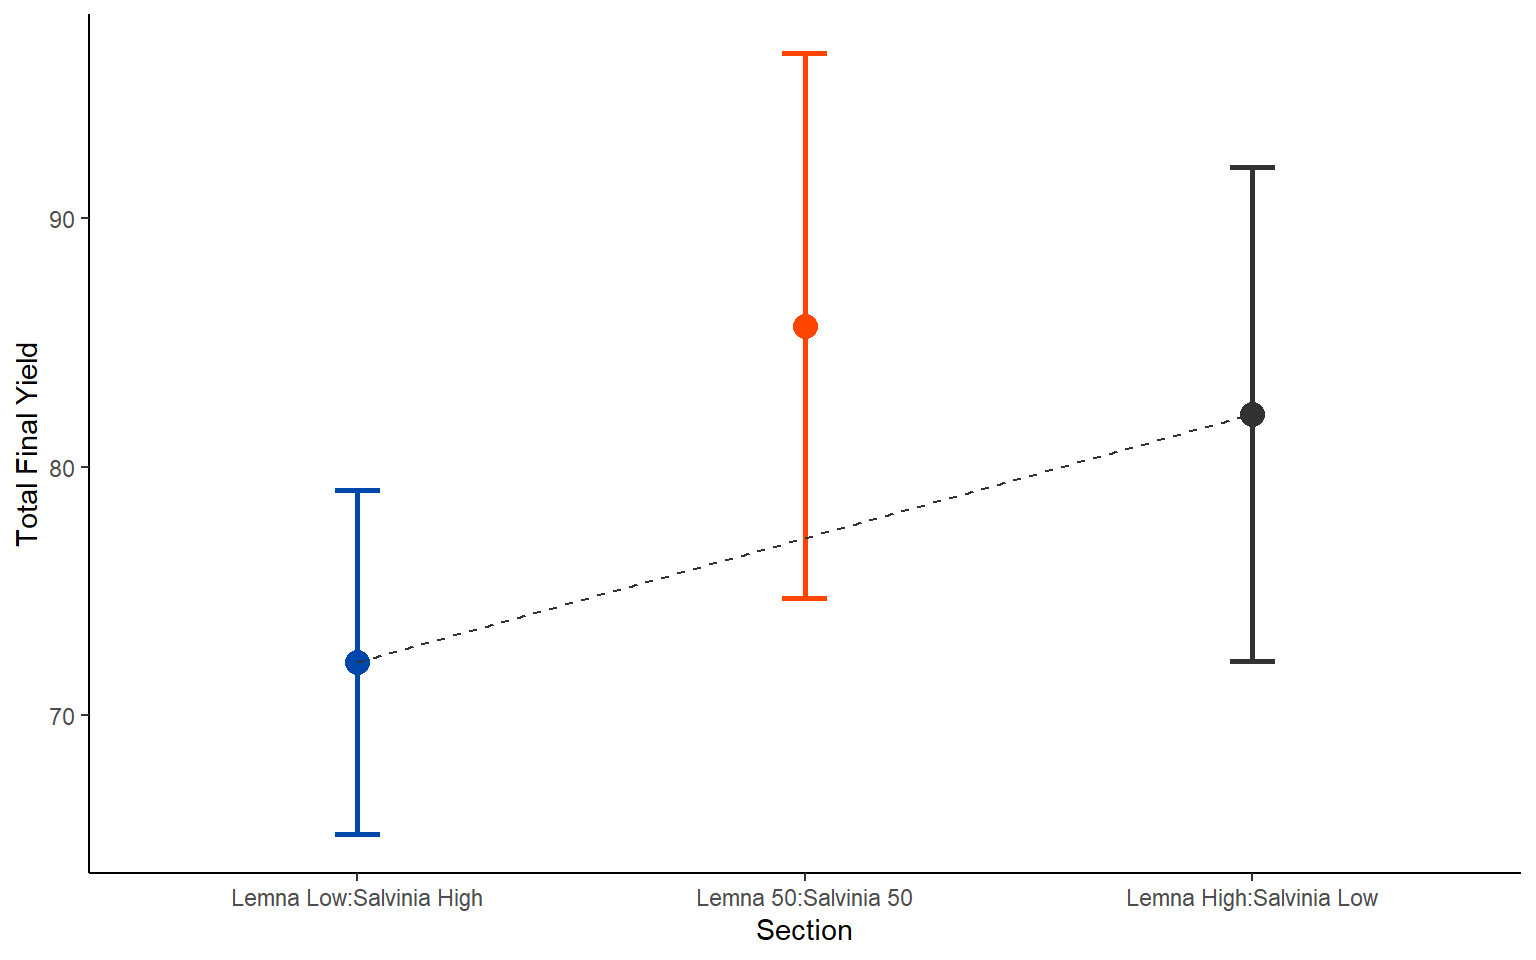 Total Final Yield
90
80
70
Lemna Low:Salvinia High
Lemna 50:Salvinia 50
Lemna High:Salvinia Low
Section